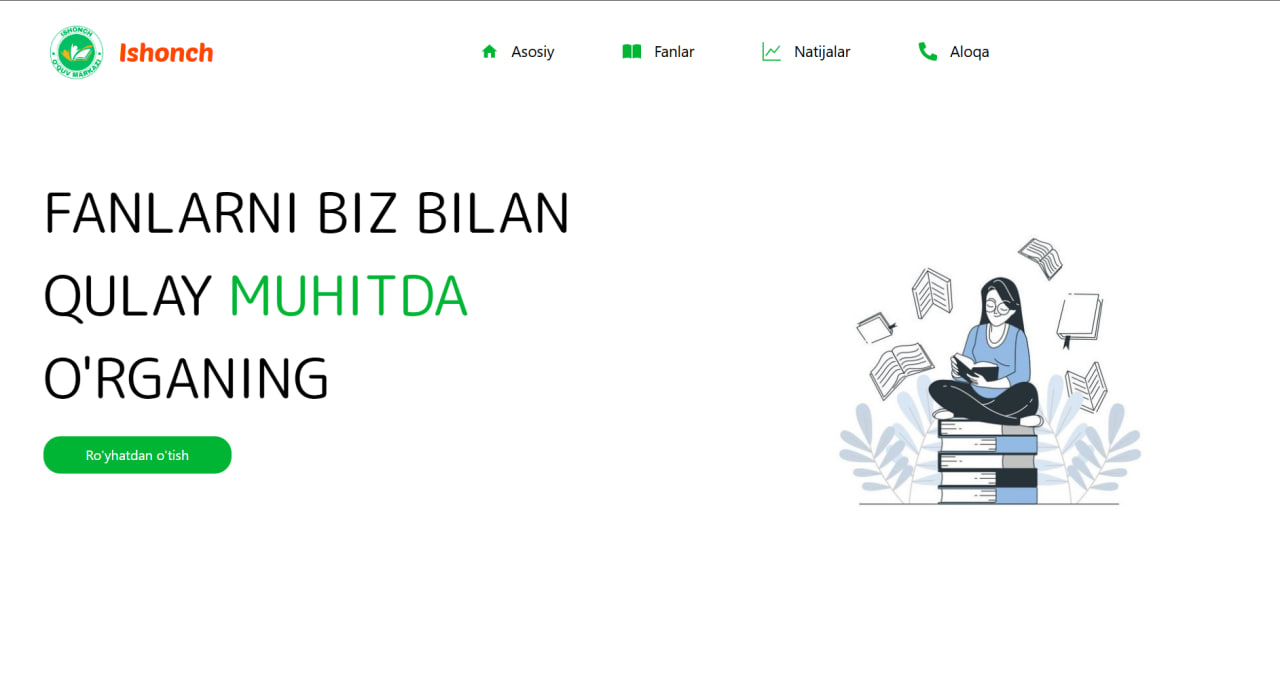 ISHONCH
O'QUV MARKAZI
Ishonch
Asosiy
Fanlar
Natijalar
Aloqa
FANLARNI BIZ BILAN
QULAY MUHITDA
O'RGANING
Ro'yhatdan o'tish